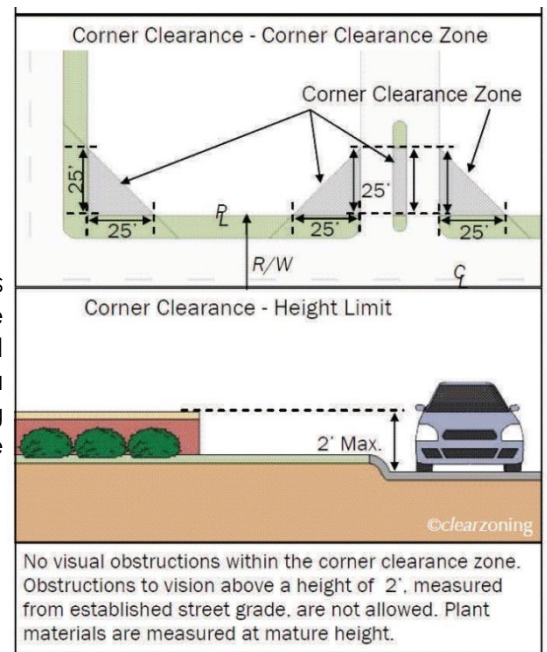 Corner Clearance - Corner Clearance Zone
Corner Clearance Zone
25'
25'
25'
25'
25'
PL
R/W
CL
s
e
l
g
e
Corner Clearance - Height Limit
2' Max.
©clearzoning
No visual obstructions within the corner clearance zone.
Obstructions to vision above a height of 2', measured
from established street grade, are not allowed. Plant
materials are measured at mature height.